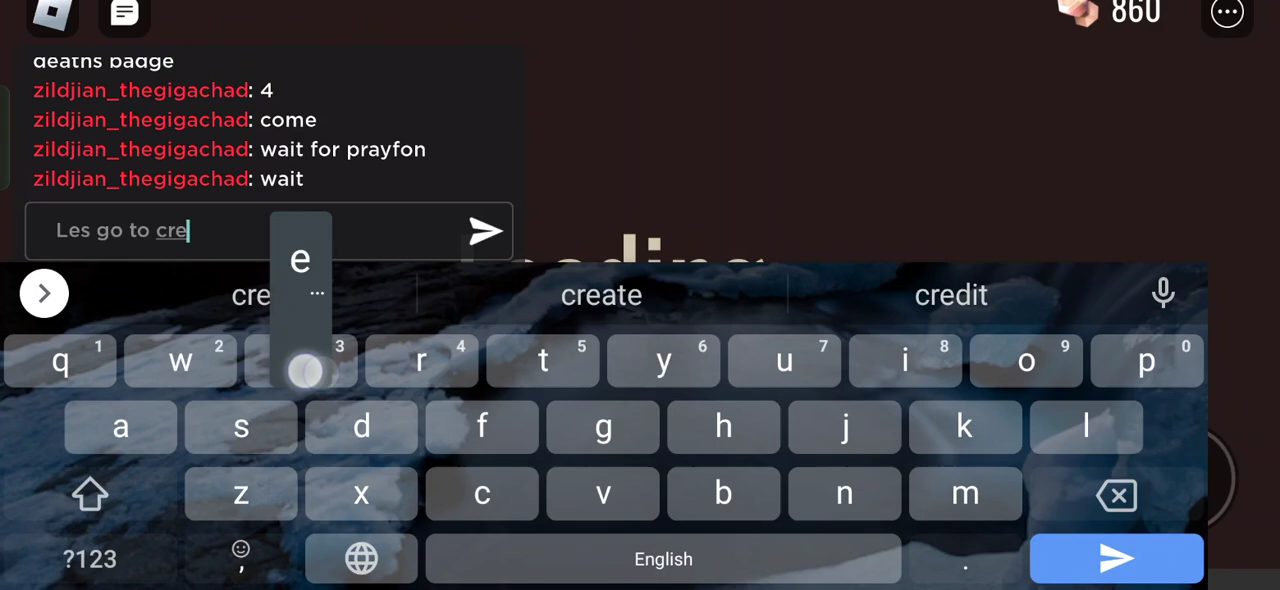 860
deaths badge
zildjian_thegigachad: 4
zildjian_thegigachad: come
zildjian_thegigachad: wait for prayfon
zildjian_thegigachad: wait
Les go to cre
e
...
cre create credit
q 1 w 2 3 r 4 t 5 y 6 u 7 i 8 o 9 p 0
a s d f g h j k l
z x c v b n m
?123 , English .